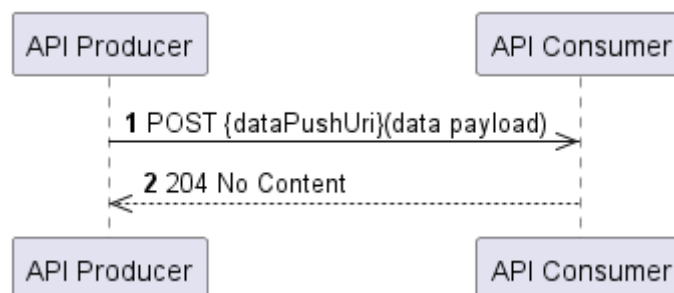 API Producer
API Consumer
1 POST {dataPushUri}(data payload)
2 204 No Content
API Producer
API Consumer